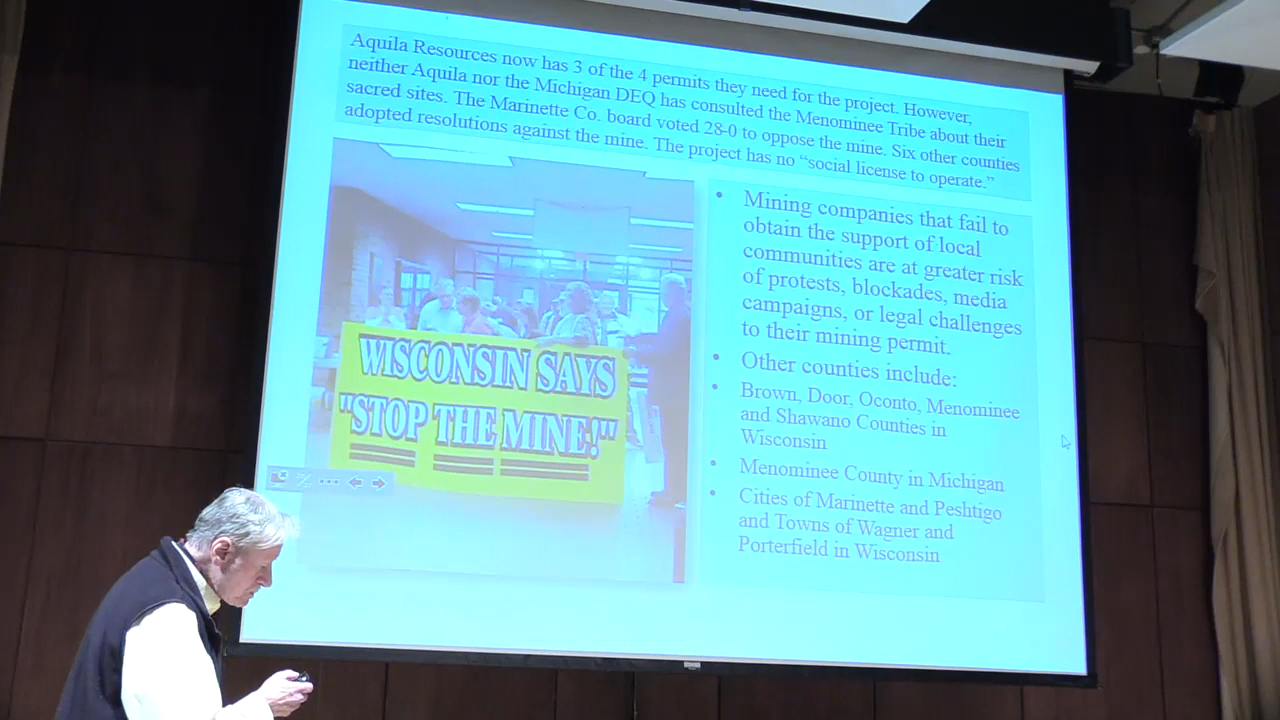 Aquila Resources now has 3 of the 4 permits they need for the project. However,
neither Aquila nor the Michigan DEQ has consulted the Menominee Tribe about their
sacred sites. The Marinette Co. board voted 28-0 to oppose the mine. Six other counties
adopted resolutions against the mine. The project has no “social license to operate.”
• Mining companies that fail to
obtain the support of local
communities are at greater risk
of protests, blockades, media
campaigns, or legal challenges
to their mining permit.
• Other counties include:
• Brown, Door, Oconto, Menominee
and Shawano Counties in
Wisconsin
• Menominee County in Michigan
• Cities of Marinette and Peshtigo
and Towns of Wagner and
Porterfield in Wisconsin
WISCONSIN SAYS
"STOP THE MINE!"